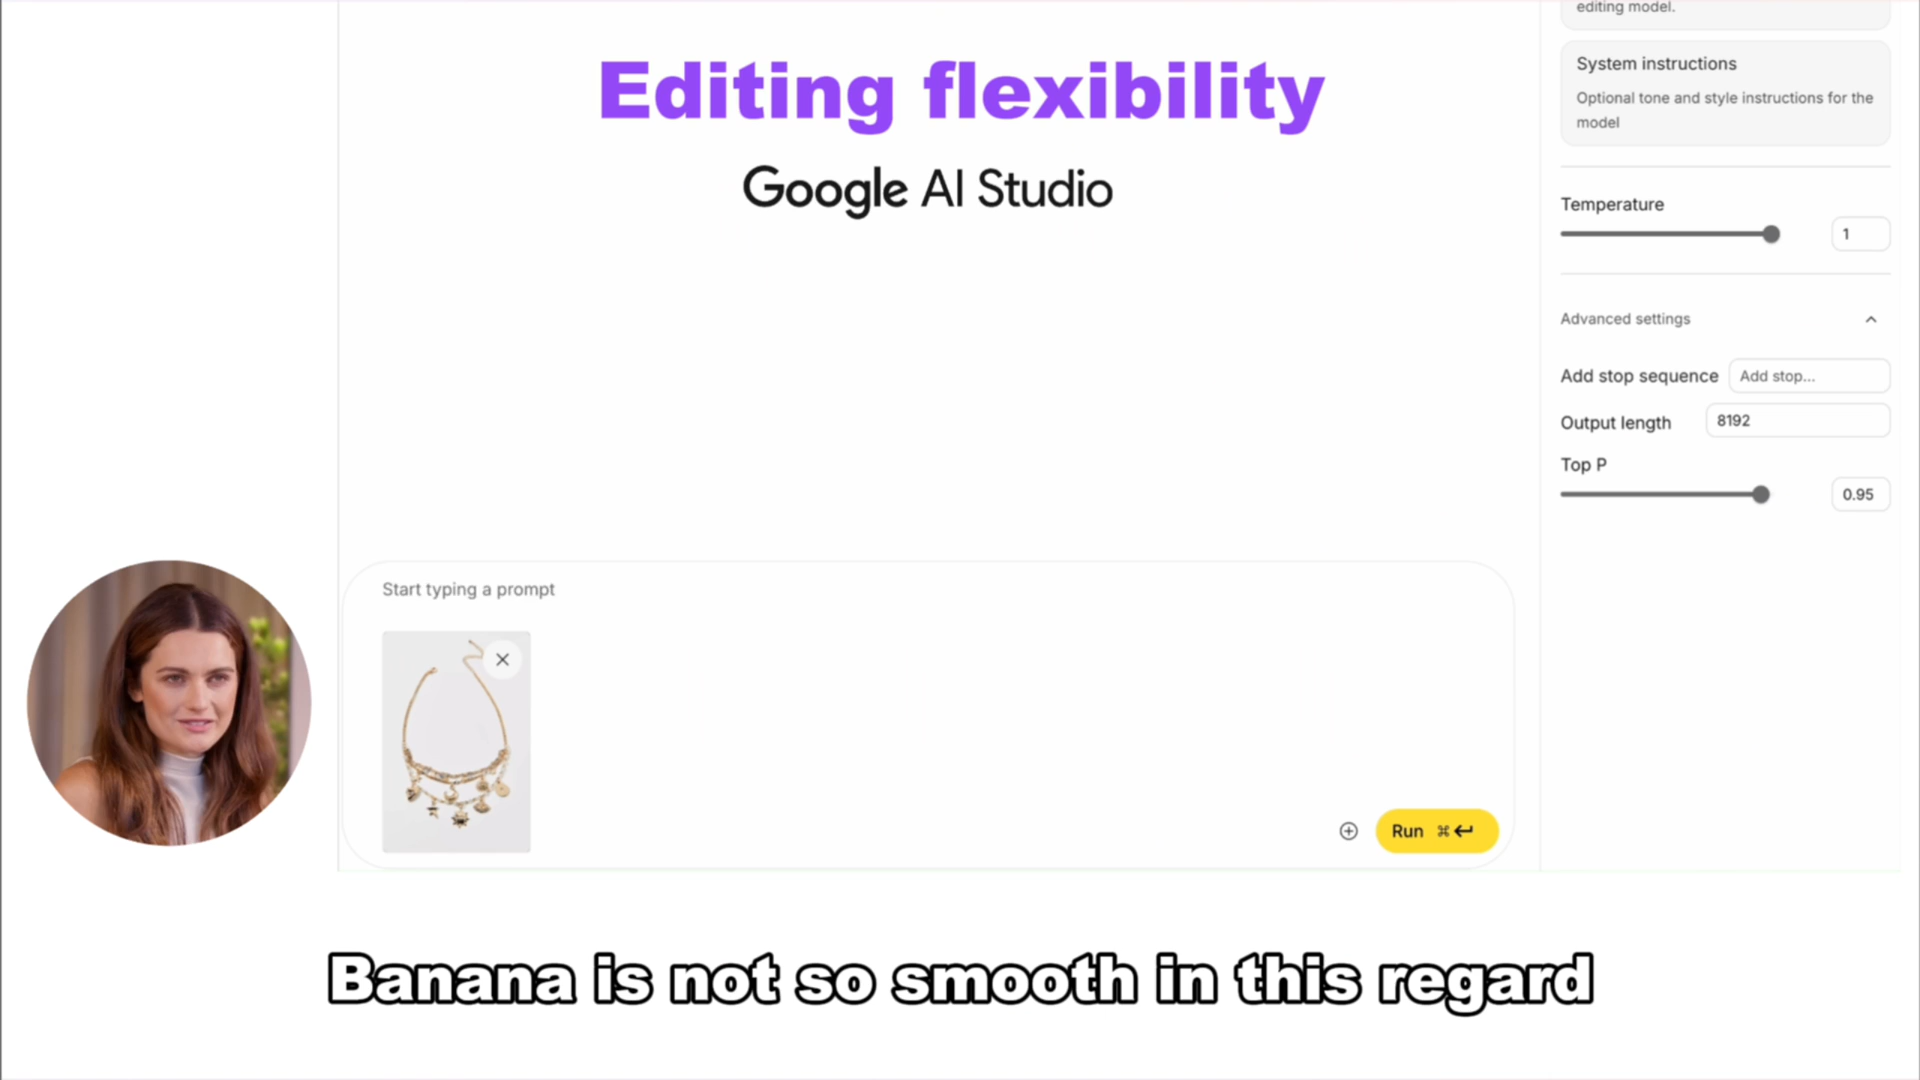 editing model.
Editing flexibility
Google AI Studio
System instructions
Optional tone and style instructions for the
model
Temperature
1
Advanced settings
Add stop sequence
Add stop...
Output length
8192
Top P
0.95
Start typing a prompt
Run ⌘↵
Banana is not so smooth in this regard